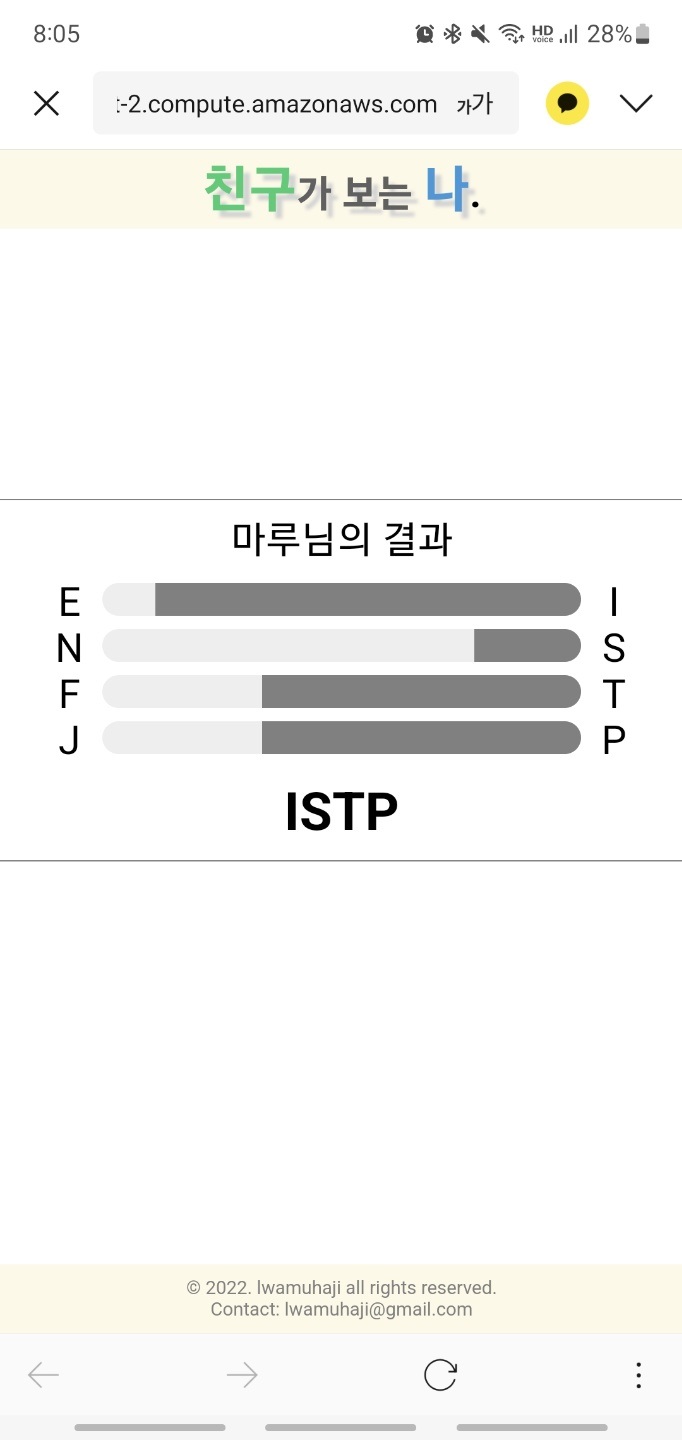 8:05 HD voice 28%
t-2.compute.amazonaws.com 가가
친구가 보는 나.
마루님의 결과
E I
N S
F T
J P
ISTP
© 2022. lwamuhaji all rights reserved.
Contact: lwamuhaji@gmail.com